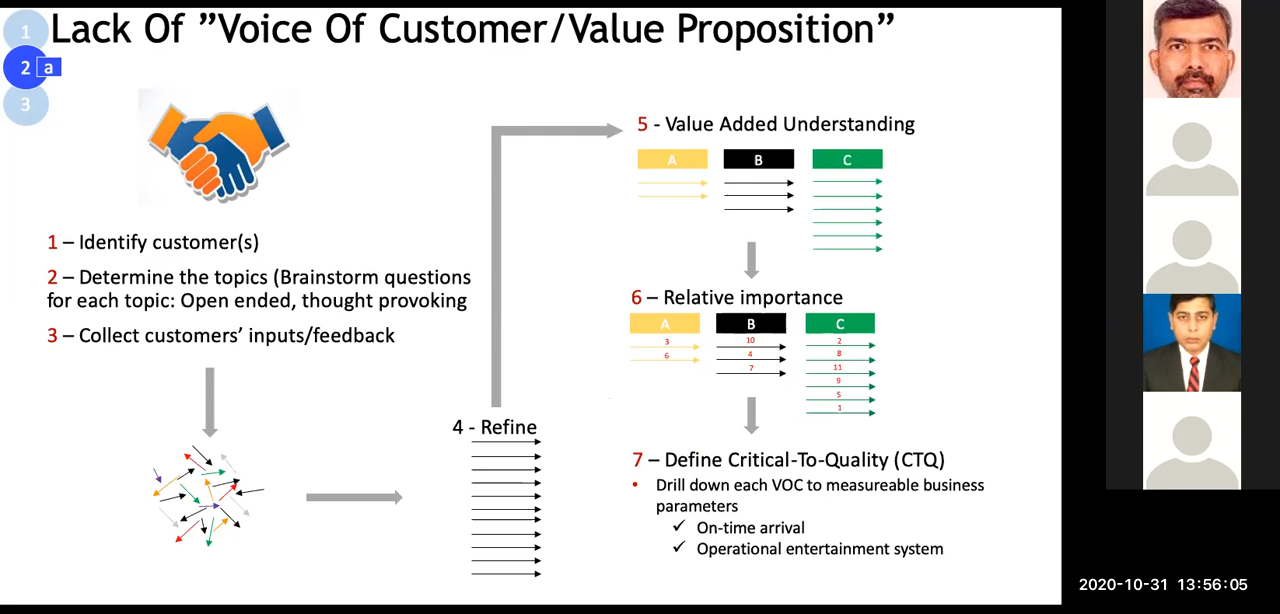 1
2 a
3
Lack Of ”Voice Of Customer/Value Proposition”
1 – Identify customer(s)
2 – Determine the topics (Brainstorm questions
for each topic: Open ended, thought provoking
3 – Collect customers’ inputs/feedback
4 - Refine
5 - Value Added Understanding
A B C
6 – Relative importance
A B C
3 10 2
6 4 8
7 11
9
5
1
7 – Define Critical-To-Quality (CTQ)
• Drill down each VOC to measureable business
parameters
✓ On-time arrival
✓ Operational entertainment system
2020-10-31 13:56:05